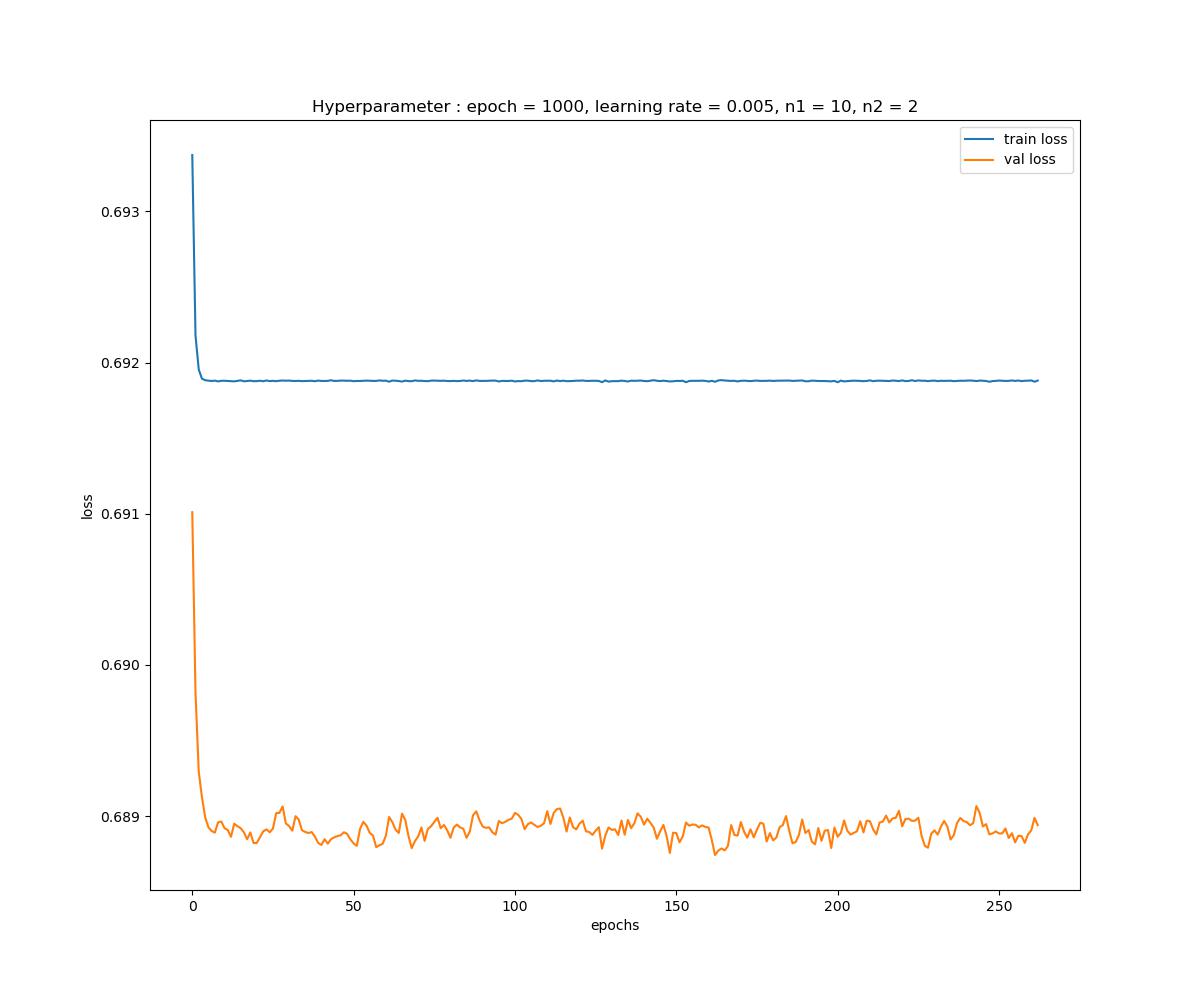 Hyperparameter : epoch = 1000, learning rate = 0.005, n1 = 10, n2 = 2
train loss
val loss
0.693
0.692
0.691
0.690
0.689
loss
0 50 100 150 200 250
epochs